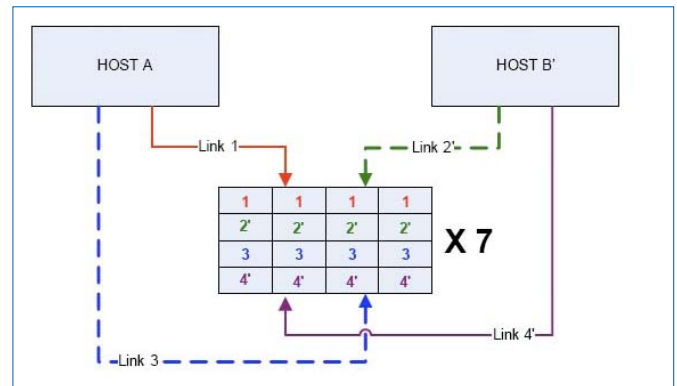 HOST A
HOST B'
Link 1
Link 2'
1 1 1 1
2' 2' 2' 2'
3 3 3 3
4' 4' 4' 4'
X 7
Link 4'
Link 3